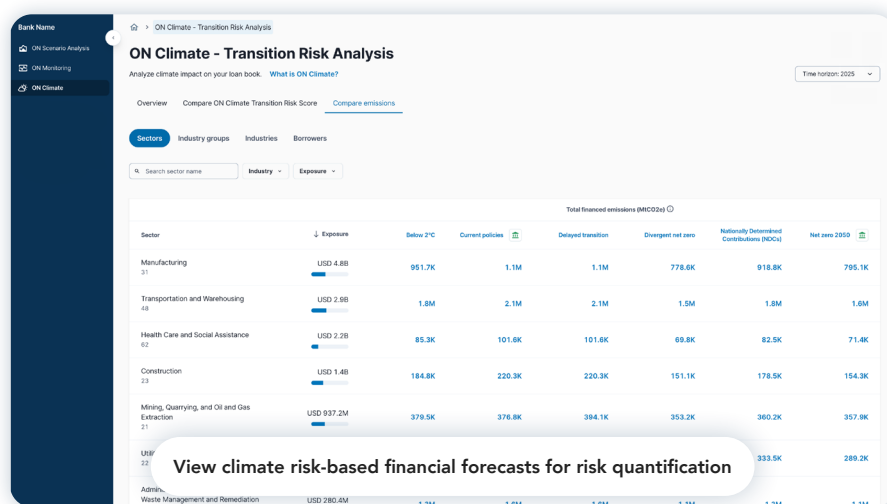 Bank Name
ON Scenario Analysis
ON Monitoring
ON Climate
ON Climate - Transition Risk Analysis
ON Climate - Transition Risk Analysis
Analyze climate impact on your loan book. What is ON Climate?
Time horizon: 2025
Overview Compare ON Climate Transition Risk Score Compare emissions
Sectors Industry groups Industries Borrowers
Search sector name Industry Exposure
Total financed emissions (MtCO2e)
Sector ↓ Exposure Below 2°C Current policies Delayed transition Divergent net zero Nationally Determined Net zero 2050
Contributions (NDCs)
Manufacturing USD 4.8B 951.7K 1.1M 1.1M 778.6K 918.8K 795.1K
31
Transportation and Warehousing USD 2.9B 1.8M 2.1M 2.1M 1.5M 1.8M 1.6M
48
Health Care and Social Assistance USD 2.2B 85.3K 101.6K 101.6K 69.8K 82.5K 71.4K
62
Construction USD 1.4B 184.8K 220.3K 220.3K 151.1K 178.5K 154.3K
23
Mining, Quarrying, and Oil and Gas
Extraction USD 937.2M 379.5K 376.8K 394.1K 353.2K 360.2K 357.9K
21
333.5K 289.2K
22
View climate risk-based financial forecasts for risk quantification
Waste Management and Remediation USD 280.4M